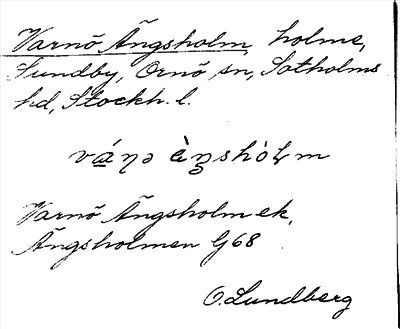 Varnö Ängsholm, holme,
Sundby, Ornö sn, Sotholms
hd, Stockh. l.
Varnö Ängsholm ek.
Ängsholmen G68
O. Lundberg